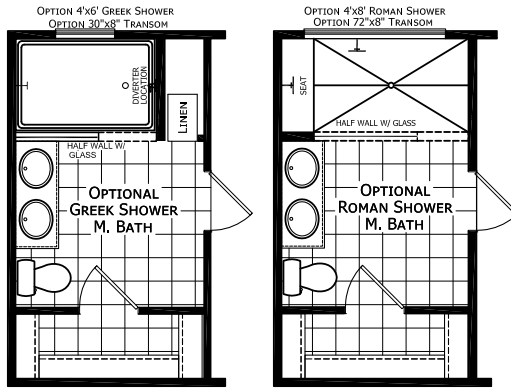 OPTION 4'x6' GREEK SHOWER
OPTION 30"x8" TRANSOM
DIVERTER
LOCATION
LINEN
HALF WALL W/
GLASS
OPTIONAL
GREEK SHOWER
M. BATH
OPTION 4'x8' ROMAN SHOWER
OPTION 72"x8" TRANSOM
SEAT
HALF WALL W/ GLASS
OPTIONAL
ROMAN SHOWER
M. BATH